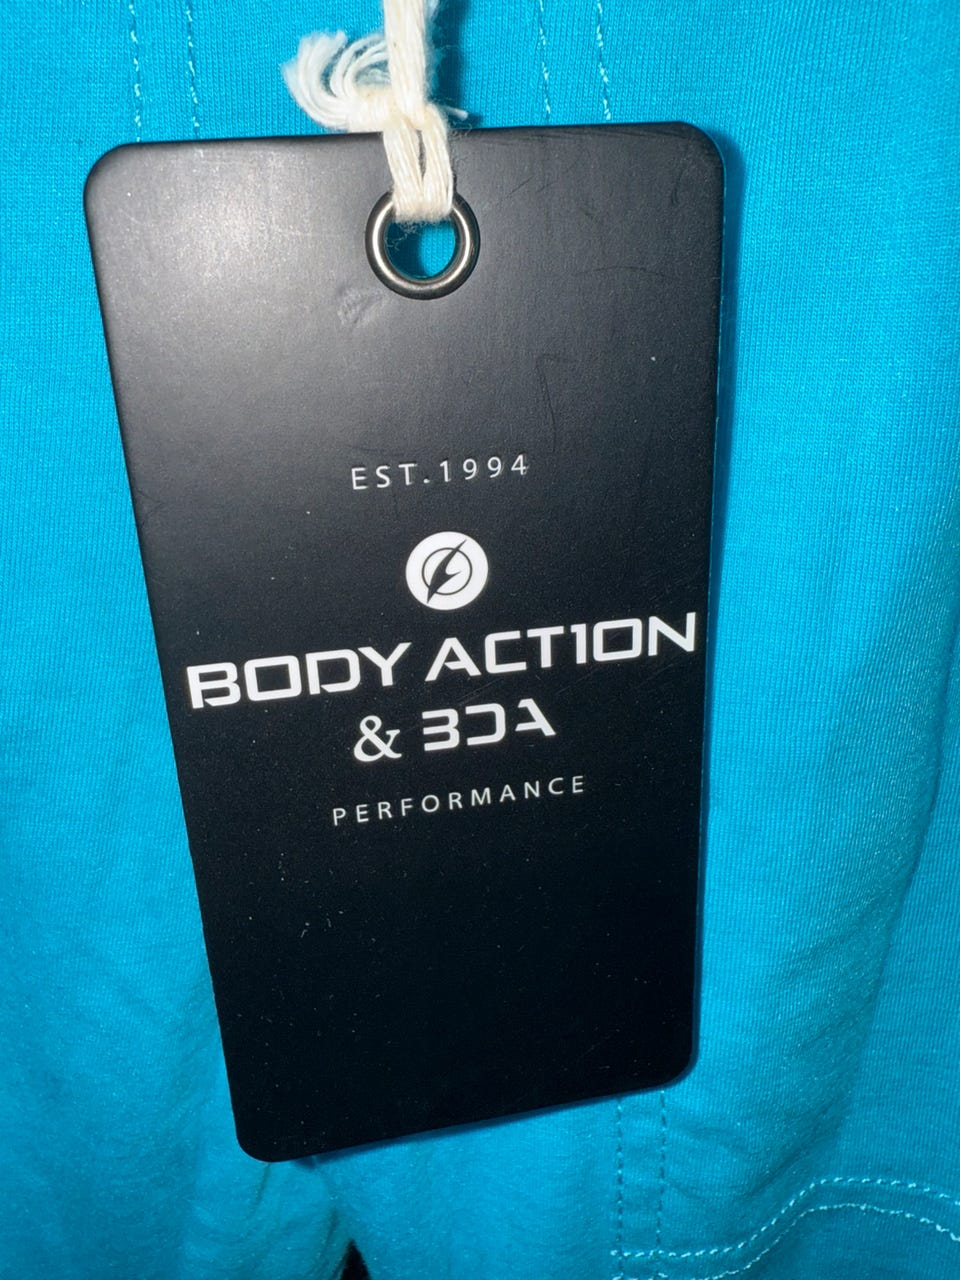 EST.1994
BODY ACTION
& BDA
PERFORMANCE